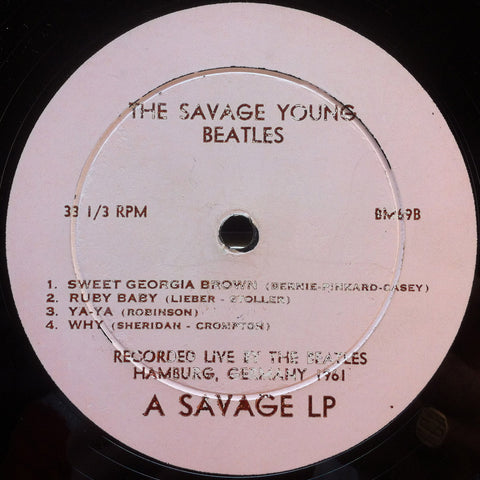 THE SAVAGE YOUNG
BEATLES
33 1/3 RPM
BM 69B
1. SWEET GEORGIA BROWN (BERNIE-PINKARD-CASEY)
2. RUBY BABY (LIEBER - STOLLER)
3. YA-YA (ROBINSON)
4. WHY (SHERIDAN - CROMPTON)
RECORDED LIVE BY THE BEATLES
HAMBURG, GERMANY 1961
A SAVAGE LP